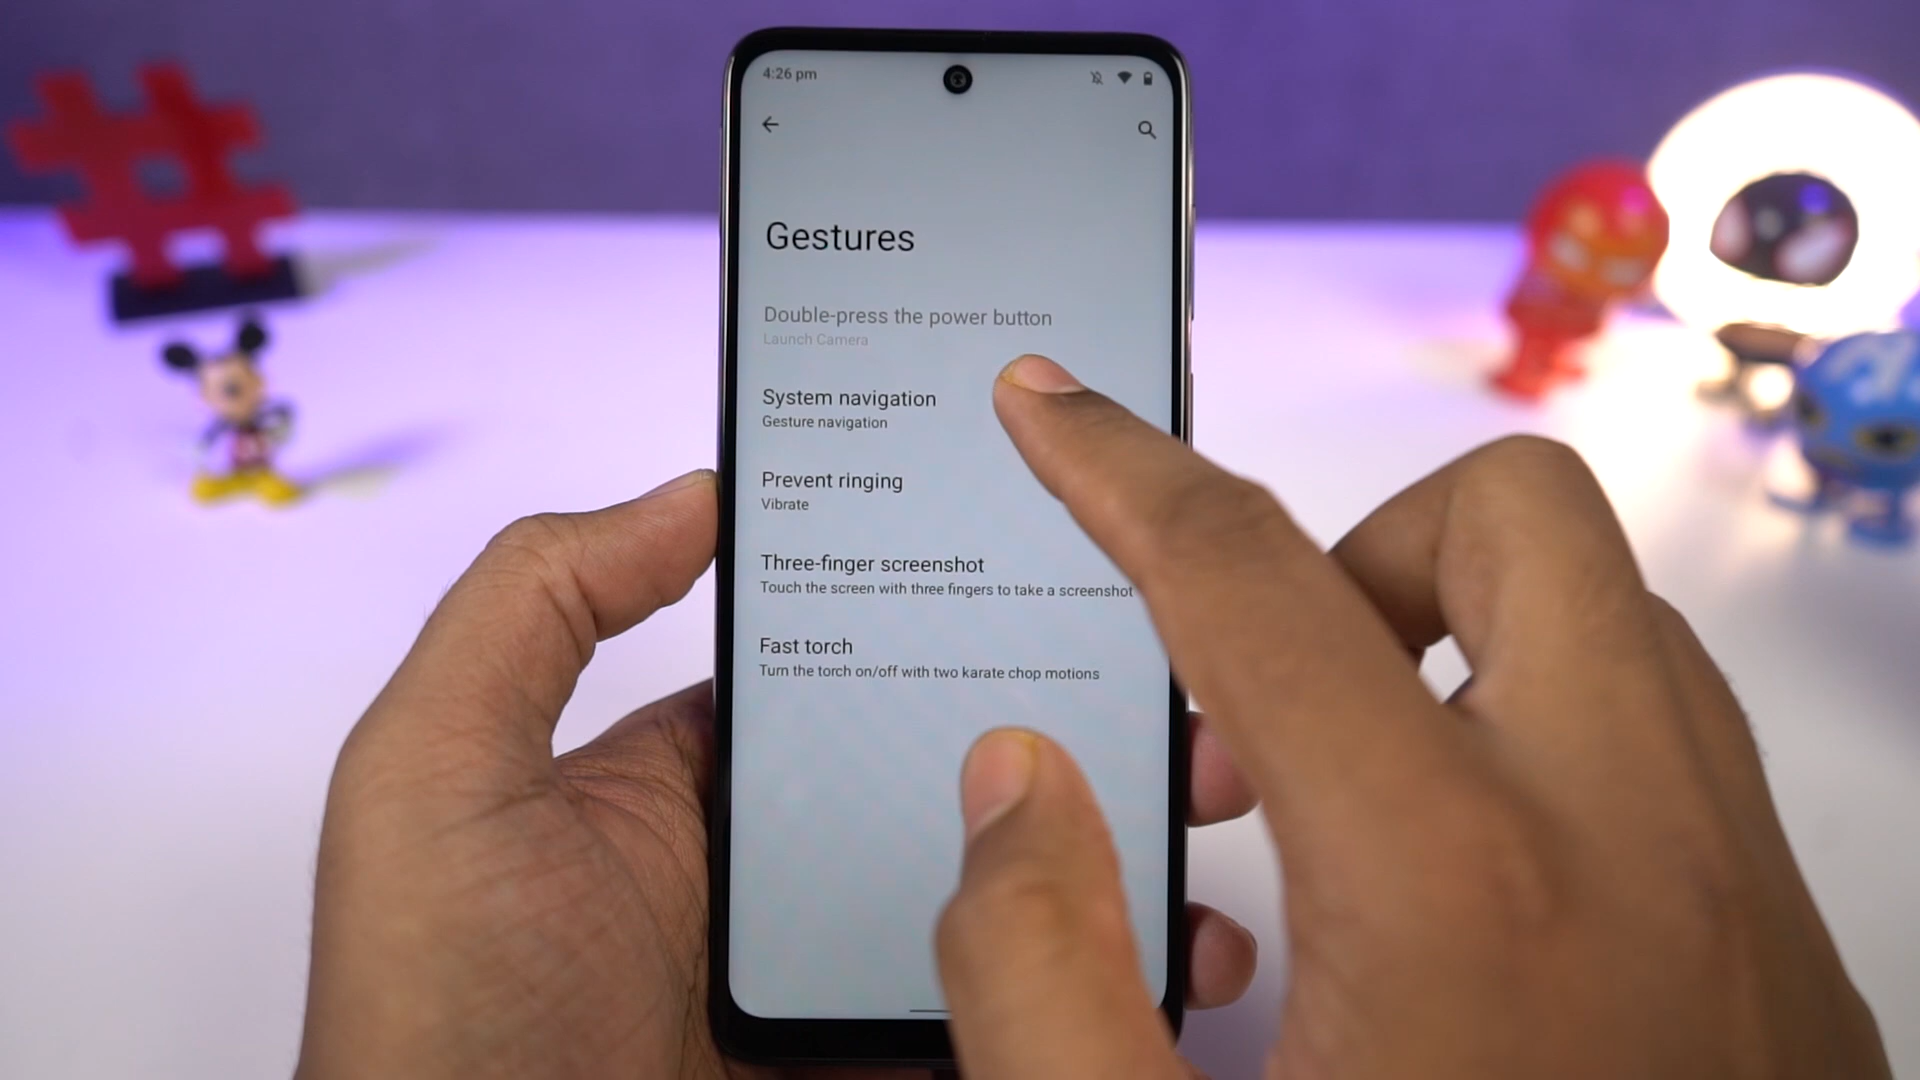 4:26 pm
Gestures
Double-press the power button
Launch Camera
System navigation
Gesture navigation
Prevent ringing
Vibrate
Three-finger screenshot
Touch the screen with three fingers to take a screenshot
Fast torch
Turn the torch on/off with two karate chop motions